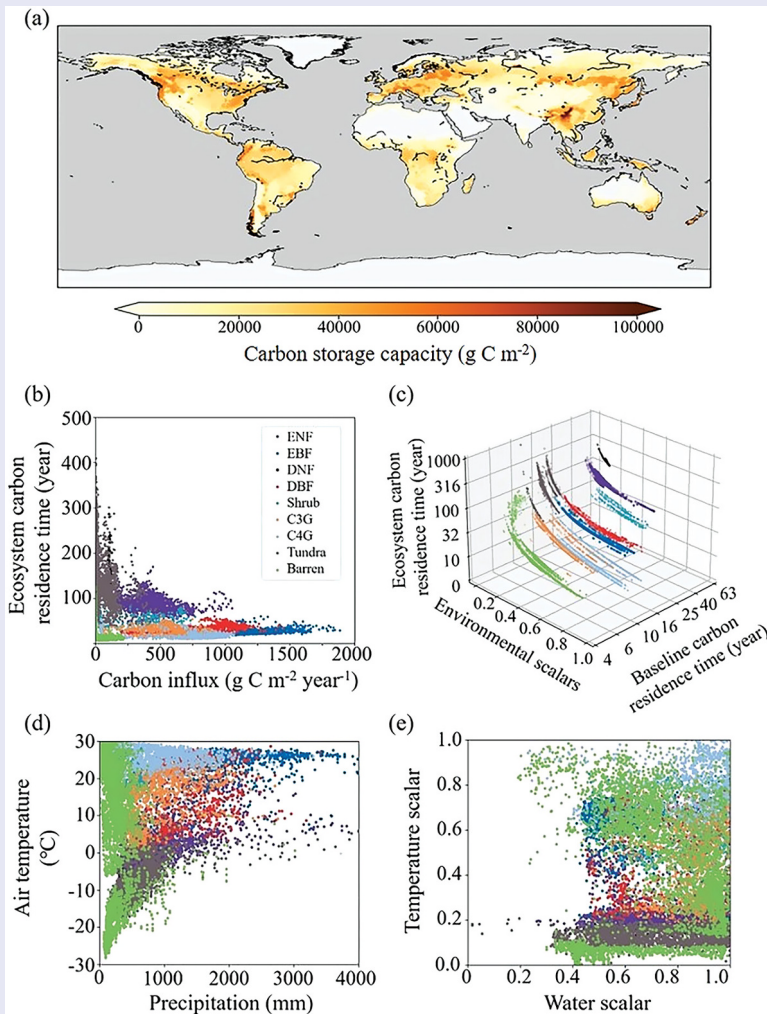 (a)
0 20000 40000 60000 80000 100000
Carbon storage capacity (g C m⁻²)
(b)
Ecosystem carbon
residence time (year)
500
400
300
200
100
ENF
EBF
DNF
DBF
Shrub
C3G
C4G
Tundra
Barren
0 500 1000 1500 2000
Carbon influx (g C m⁻² year⁻¹)
(c)
Ecosystem carbon
residence time (year)
1000
316
100
32
10
0
0.2 0.4 0.6 0.8 1.0
Environmental scalars
4 6 10 16 25 40 63
Baseline carbon
residence time (year)
(d)
Air temperature
(°C)
30
20
10
0
-10
-20
-30
0 1000 2000 3000 4000
Precipitation (mm)
(e)
Temperature scalar
1.0
0.8
0.6
0.4
0.2
0.0
0 0.2 0.4 0.6 0.8 1.0
Water scalar